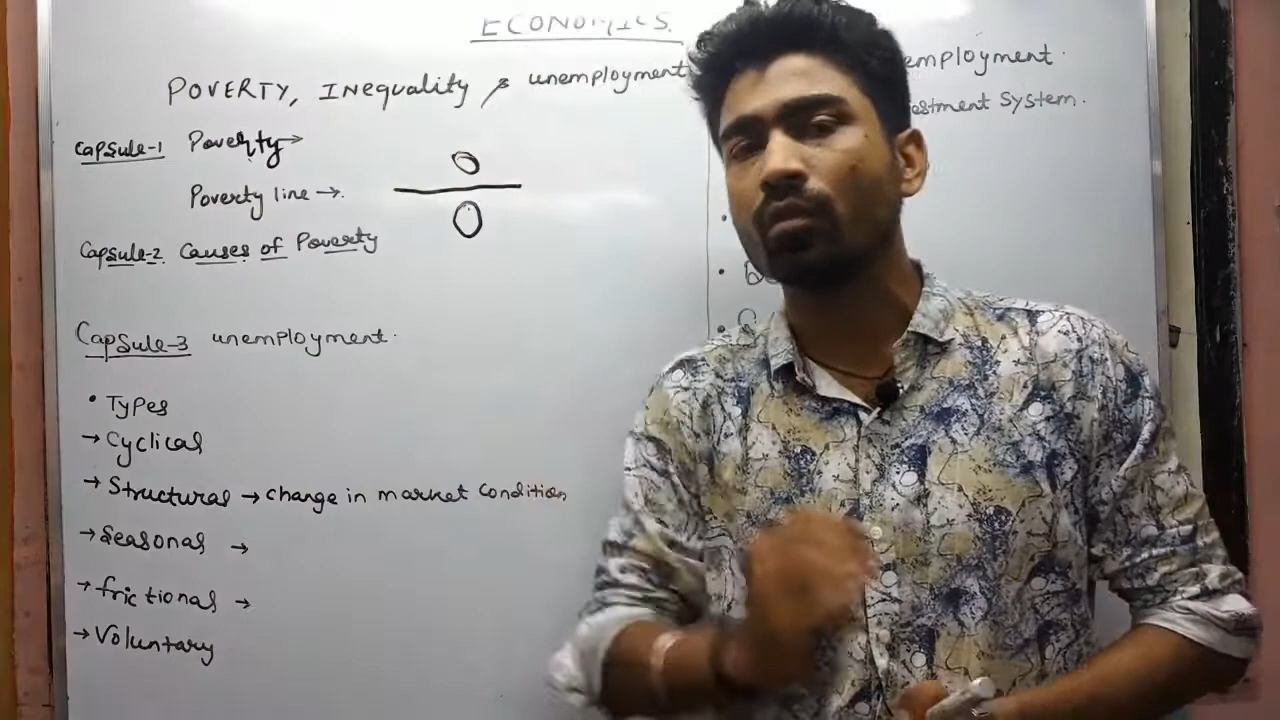 ECONOMICS
POVERTY, INequality & unemployment
employment.
estment System.
Capsule-1 Poverty→
Poverty line →.
Capsule-2 Causes of Poverty
Capsule-3 unemployment.
• Types
→ Cyclical
→ Structural → change in market Condition
→ Seasonal →
→ frictional →
→ Voluntary